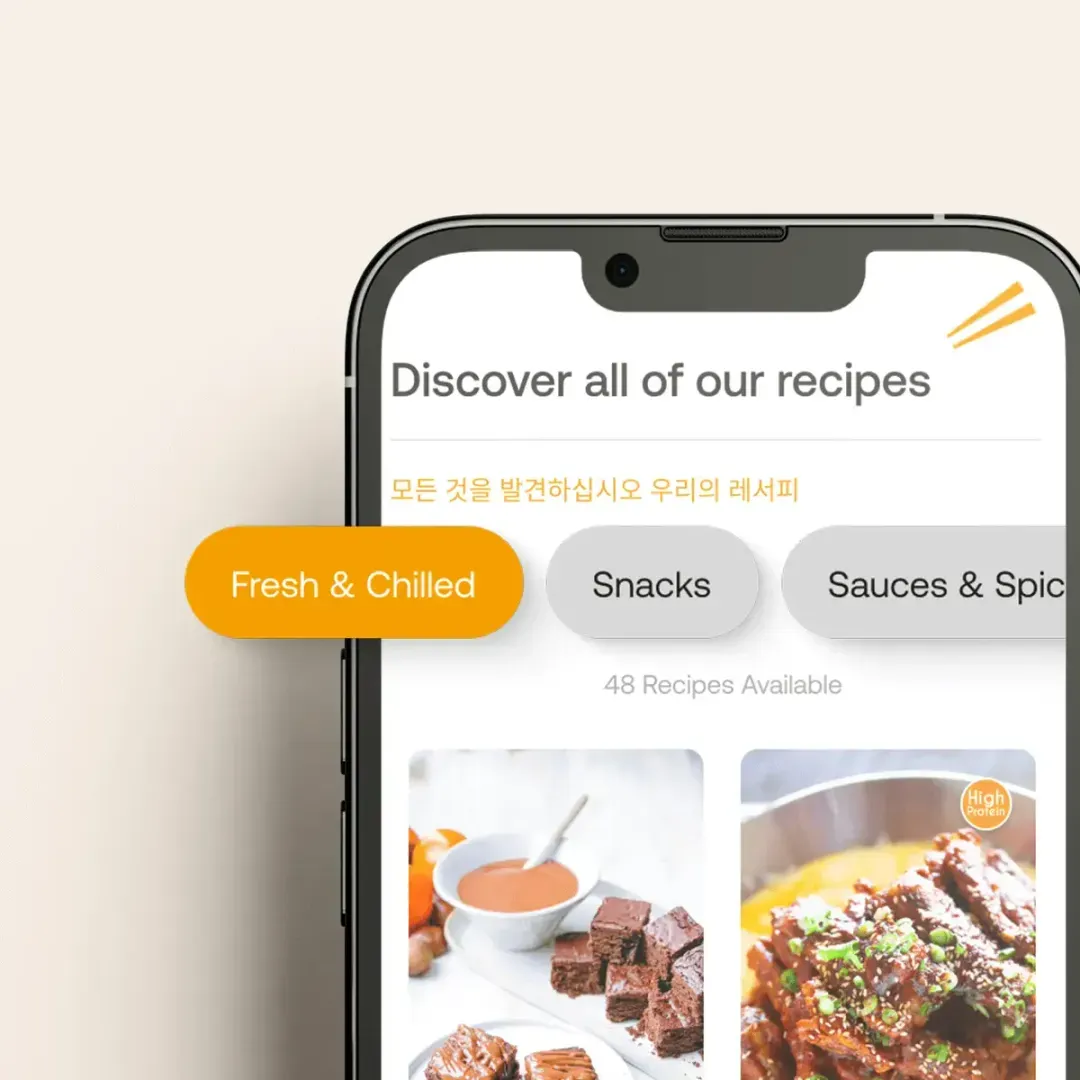 Discover all of our recipes
모든 것을 발견하십시오 우리의 레서피
Fresh & Chilled
Snacks
Sauces & Spic
48 Recipes Available
High
Protein